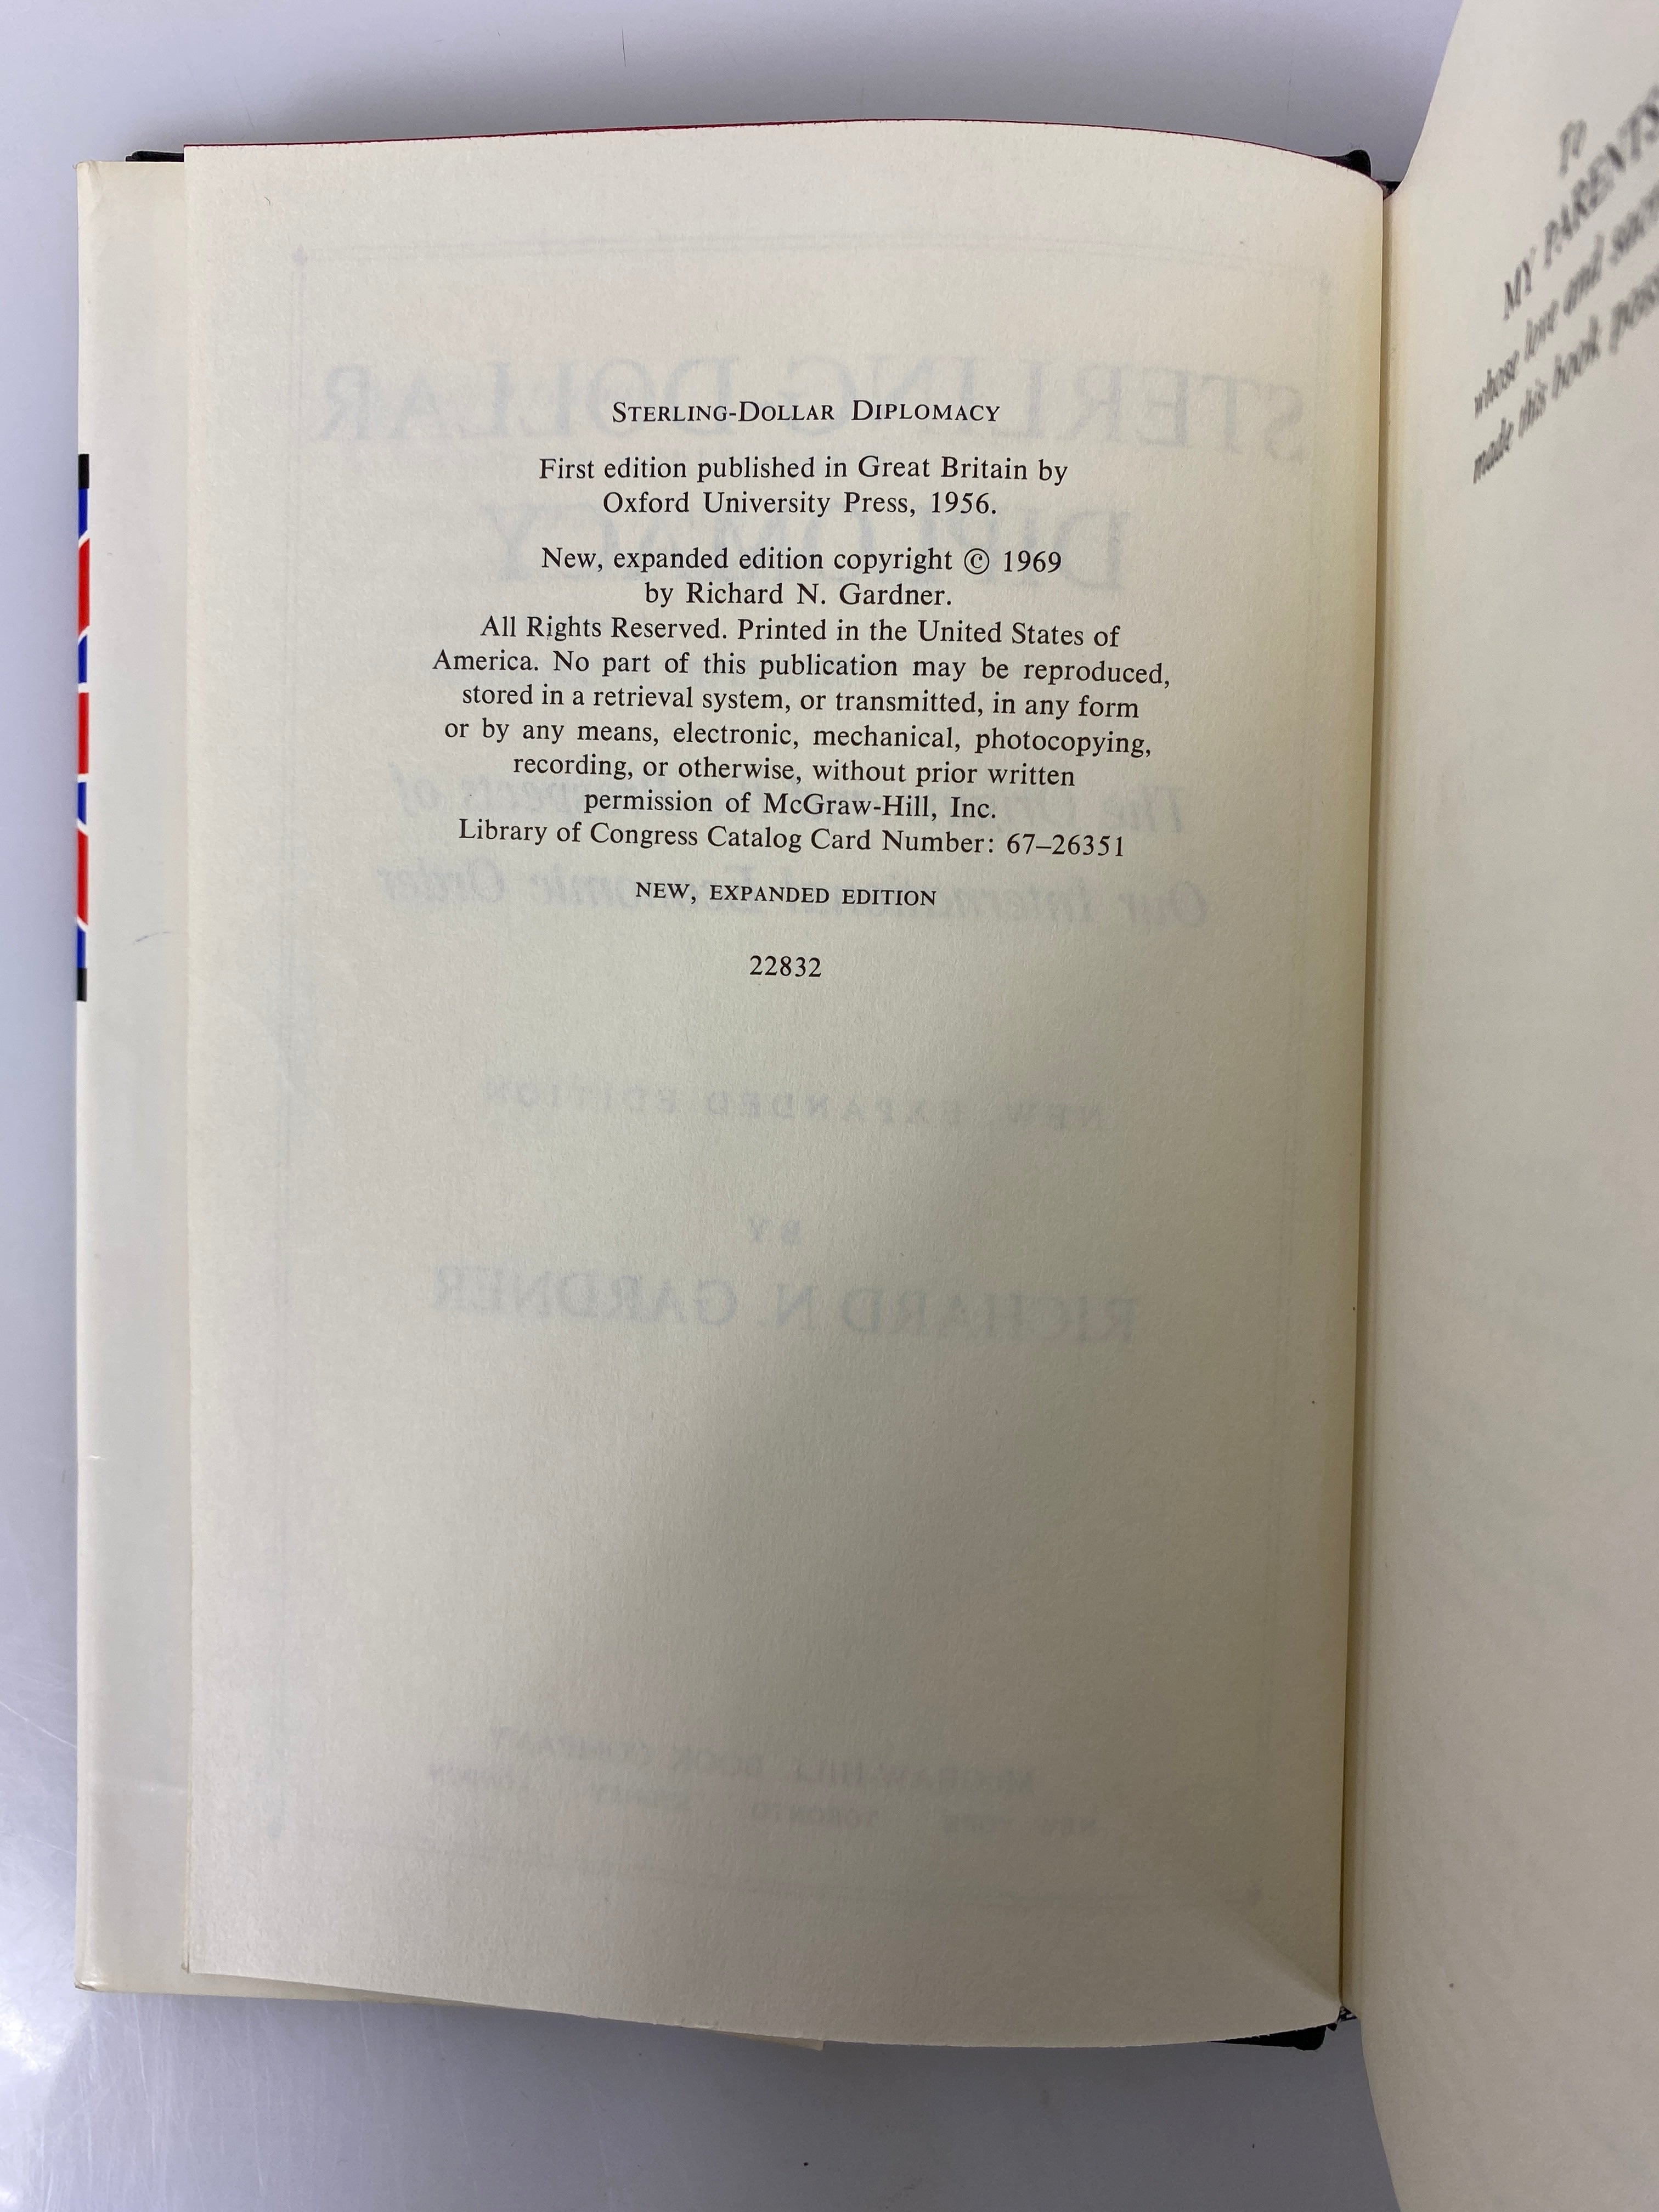 STERLING-DOLLAR DIPLOMACY
First edition published in Great Britain by
Oxford University Press, 1956.
New, expanded edition copyright © 1969
by Richard N. Gardner.
All Rights Reserved. Printed in the United States of
America. No part of this publication may be reproduced,
stored in a retrieval system, or transmitted, in any form
or by any means, electronic, mechanical, photocopying,
recording, or otherwise, without prior written
permission of McGraw-Hill, Inc.
Library of Congress Catalog Card Number: 67–26351
NEW, EXPANDED EDITION
22832
TO
MY PARENTS
whose love and
made this book